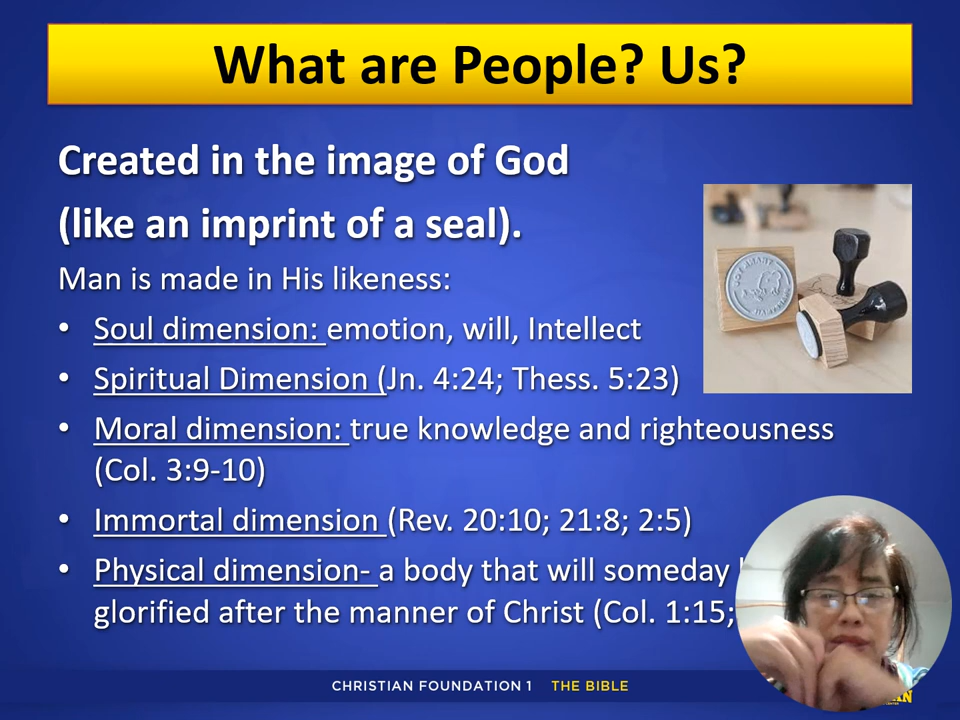 What are People? Us?
Created in the image of God
(like an imprint of a seal).
Man is made in His likeness:
• Soul dimension: emotion, will, Intellect
• Spiritual Dimension (Jn. 4:24; Thess. 5:23)
• Moral dimension: true knowledge and righteousness
(Col. 3:9-10)
• Immortal dimension (Rev. 20:10; 21:8; 2:5)
• Physical dimension- a body that will someday
glorified after the manner of Christ (Col. 1:15;
CHRISTIAN FOUNDATION 1 THE BIBLE